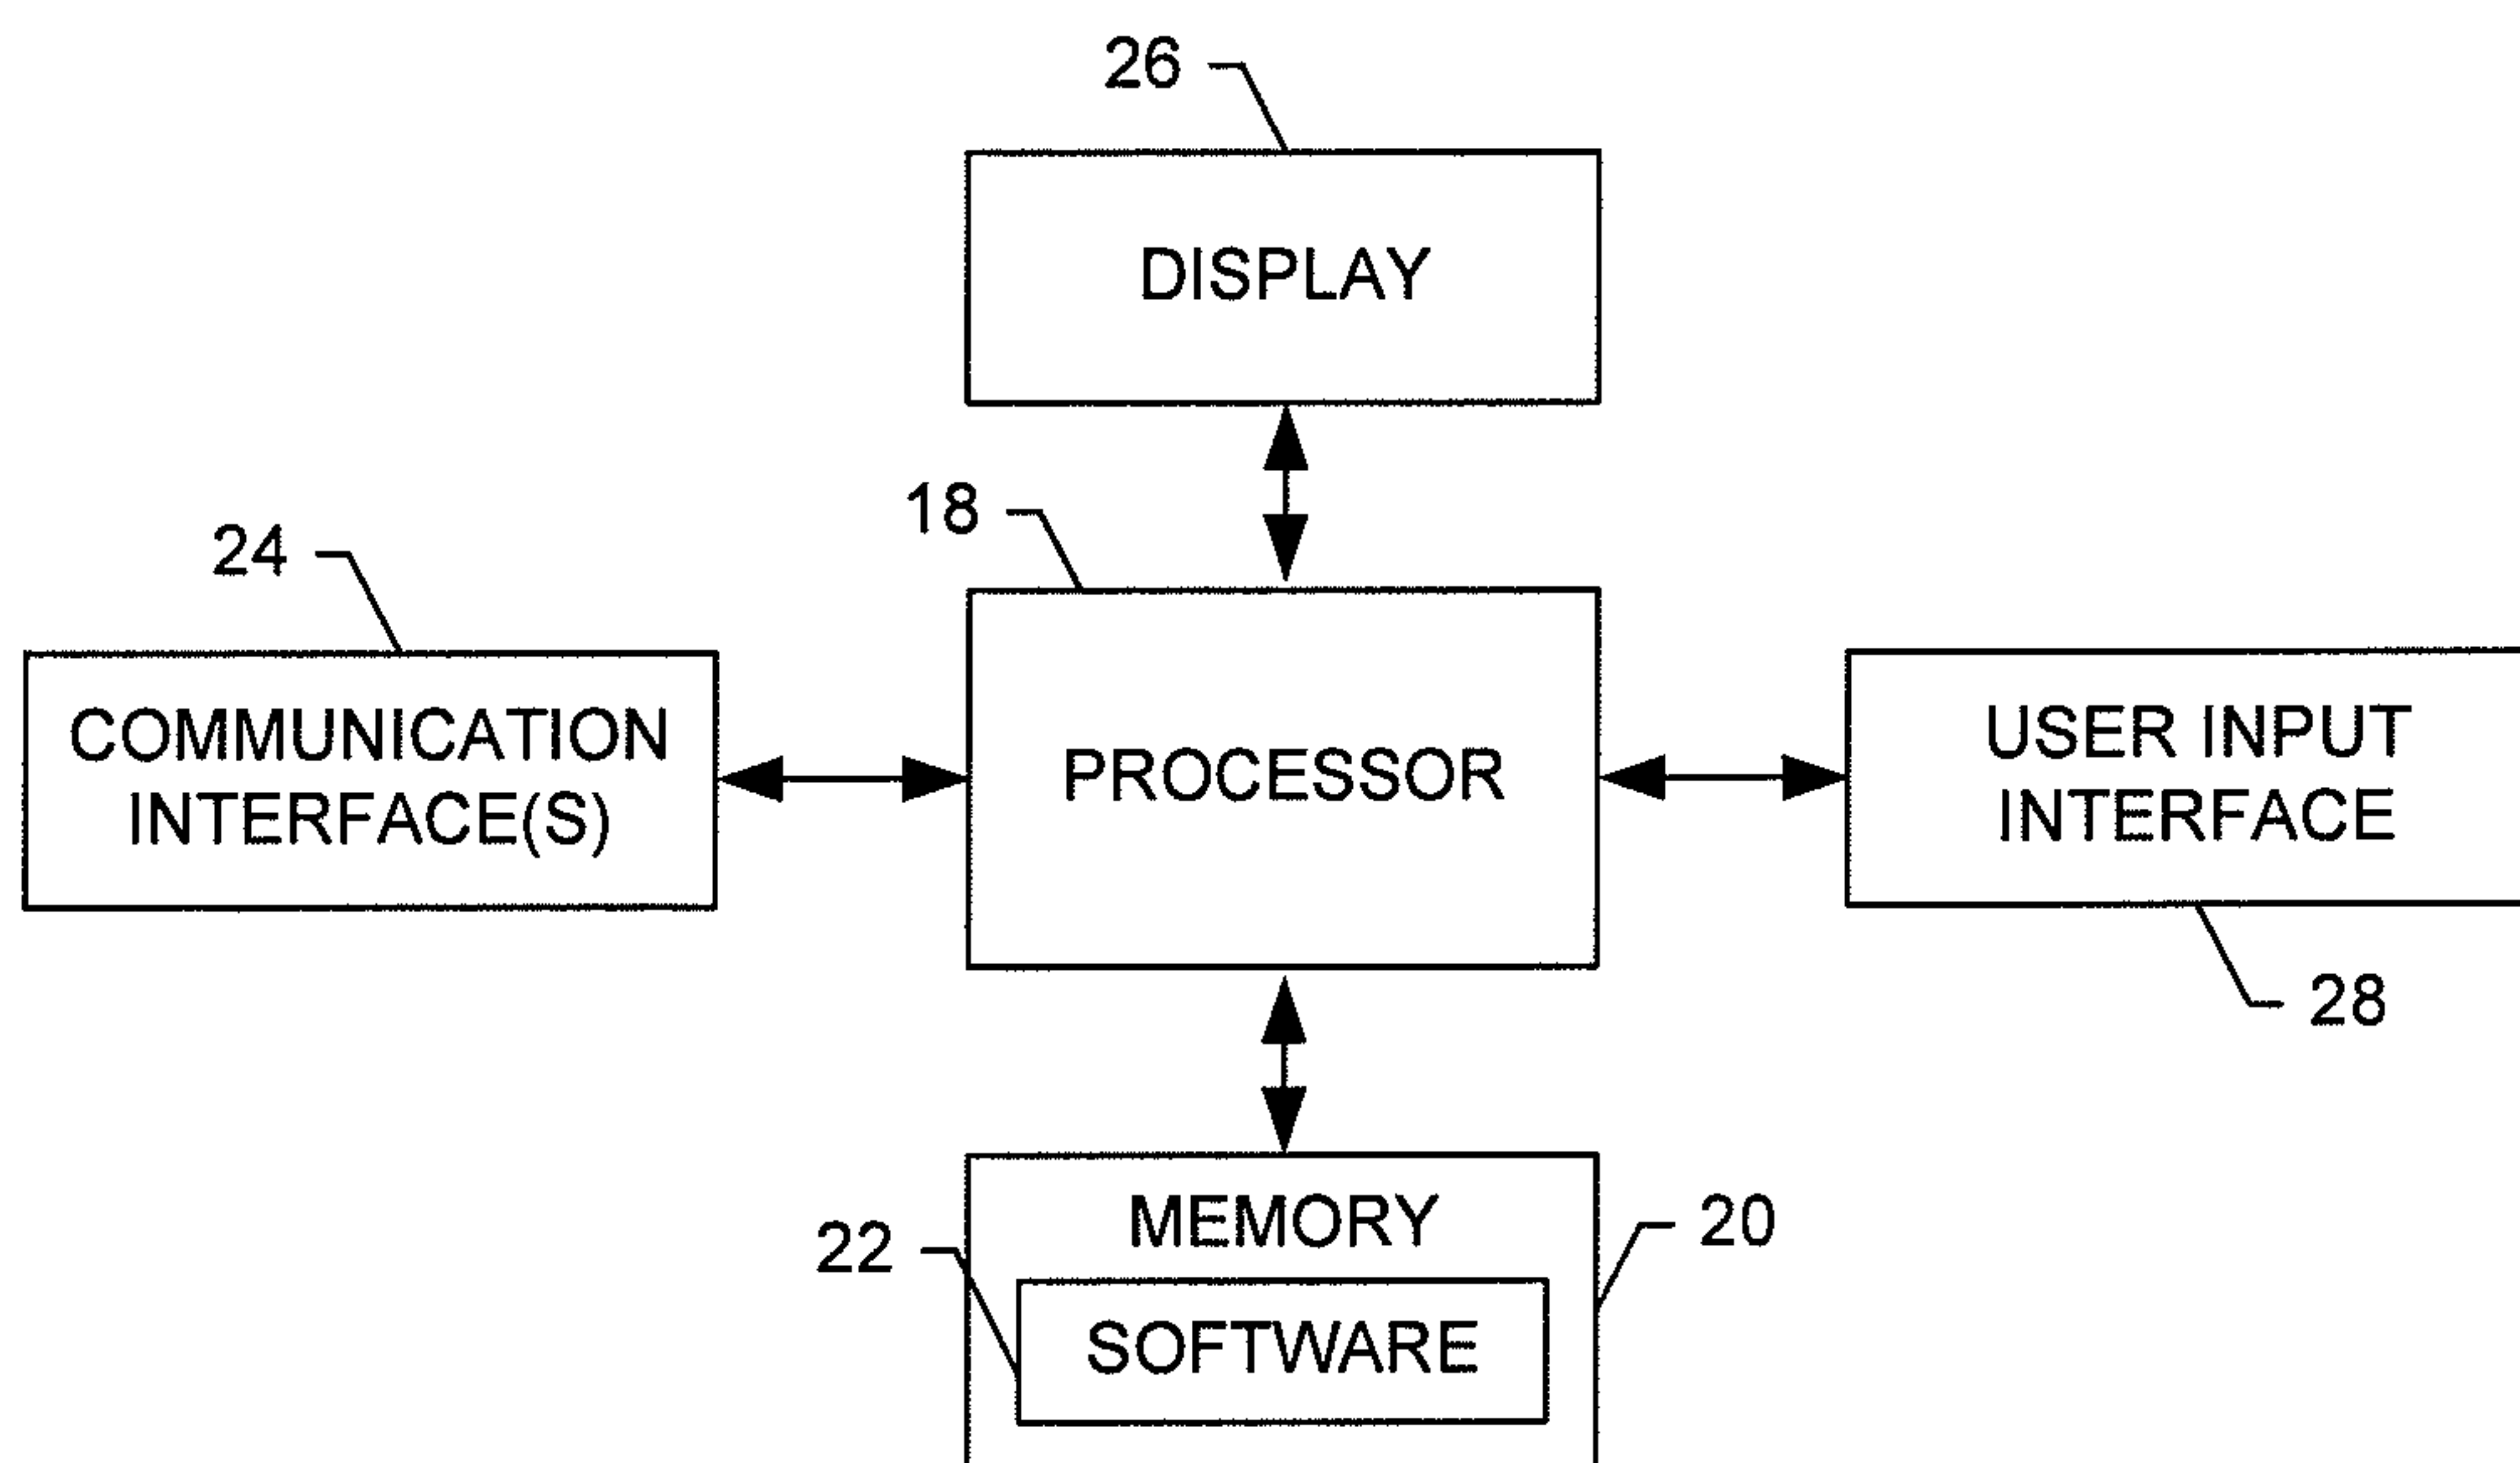 26
DISPLAY
18
24
COMMUNICATION
INTERFACE(S)
PROCESSOR
USER INPUT
INTERFACE
28
MEMORY
20
22
SOFTWARE